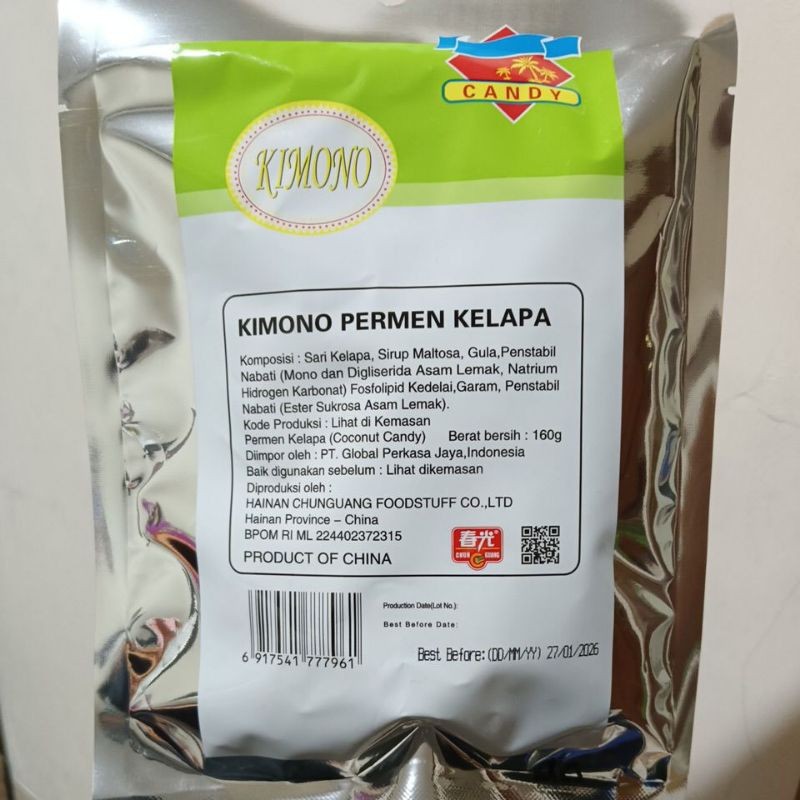 CANDY
KIMONO
KIMONO PERMEN KELAPA
Komposisi : Sari Kelapa, Sirup Maltosa, Gula,Penstabil
Nabati (Mono dan Digliserida Asam Lemak, Natrium
Hidrogen Karbonat) Fosfolipid Kedelai,Garam, Penstabil
Nabati (Ester Sukrosa Asam Lemak).
Kode Produksi : Lihat di Kemasan
Permen Kelapa (Coconut Candy) Berat bersih : 160g
Diimpor oleh : PT. Global Perkasa Jaya,Indonesia
Baik digunakan sebelum : Lihat dikemasan
Diproduksi oleh :
HAINAN CHUNGUANG FOODSTUFF CO.,LTD
Hainan Province – China
BPOM RI ML 224402372315
PRODUCT OF CHINA
春光
CHUN GUANG
6 917541 777961
Production Date(Lot No.):
Best Before Date:
Best Before:(DD/MM/YY) 27/01/2026